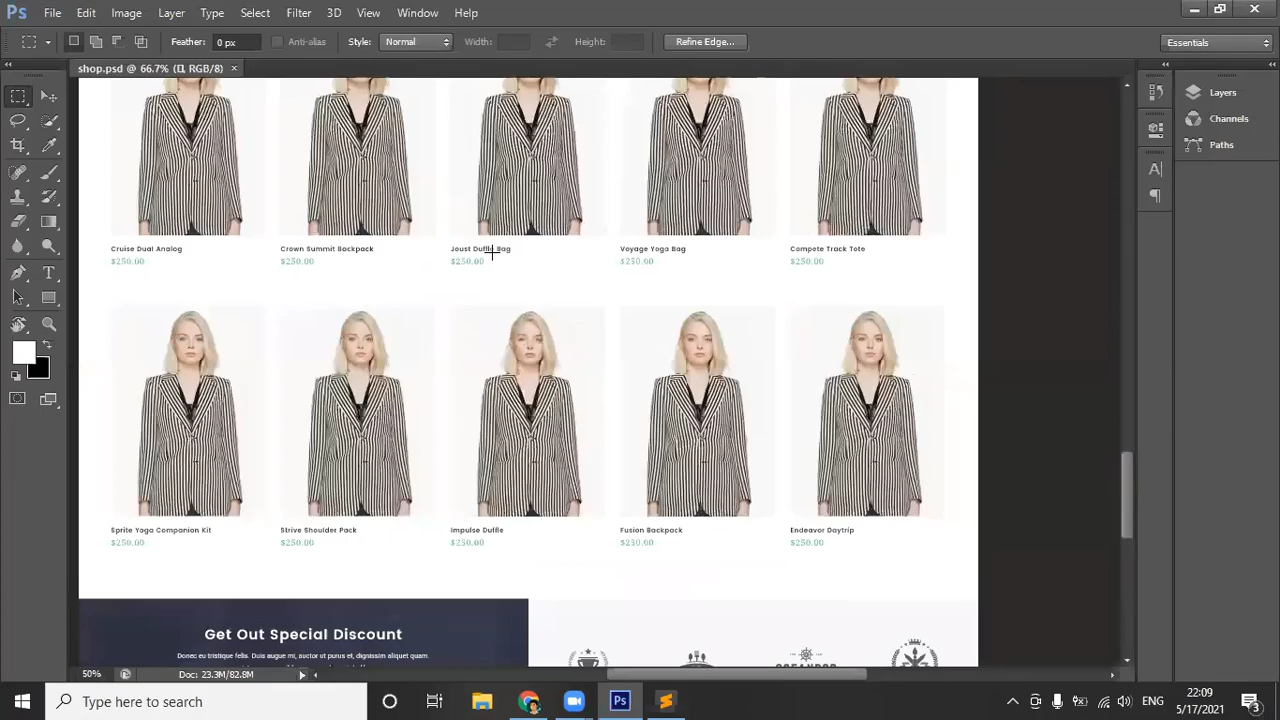 Ps File Edit Image Layer Type Select Filter 3D View Window Help
Feather: 0 px Anti-alias Style: Normal Width: Height: Refine Edge... Essentials
shop.psd @ 66.7% (Ц, RGB/8) ×
Layers
Channels
Paths
Cruise Dual Analog
$250.00
Crown Summit Backpack
$250.00
Joust Duffle Bag
$250.00
Voyage Yoga Bag
$250.00
Compete Track Tote
$250.00
Sprite Yoga Companion Kit
$250.00
Strive Shoulder Pack
$250.00
Impulse Duffle
$250.00
Fusion Backpack
$250.00
Endeavor Daytrip
$250.00
Get Out Special Discount
Donec eu tristique felis. Duis augue mi, auctor ut purus et, dignissim aliquet quam.
50% Doc: 23.3M/82.8M
Type here to search
Ps
ENG
22:09
5/17/2021
3